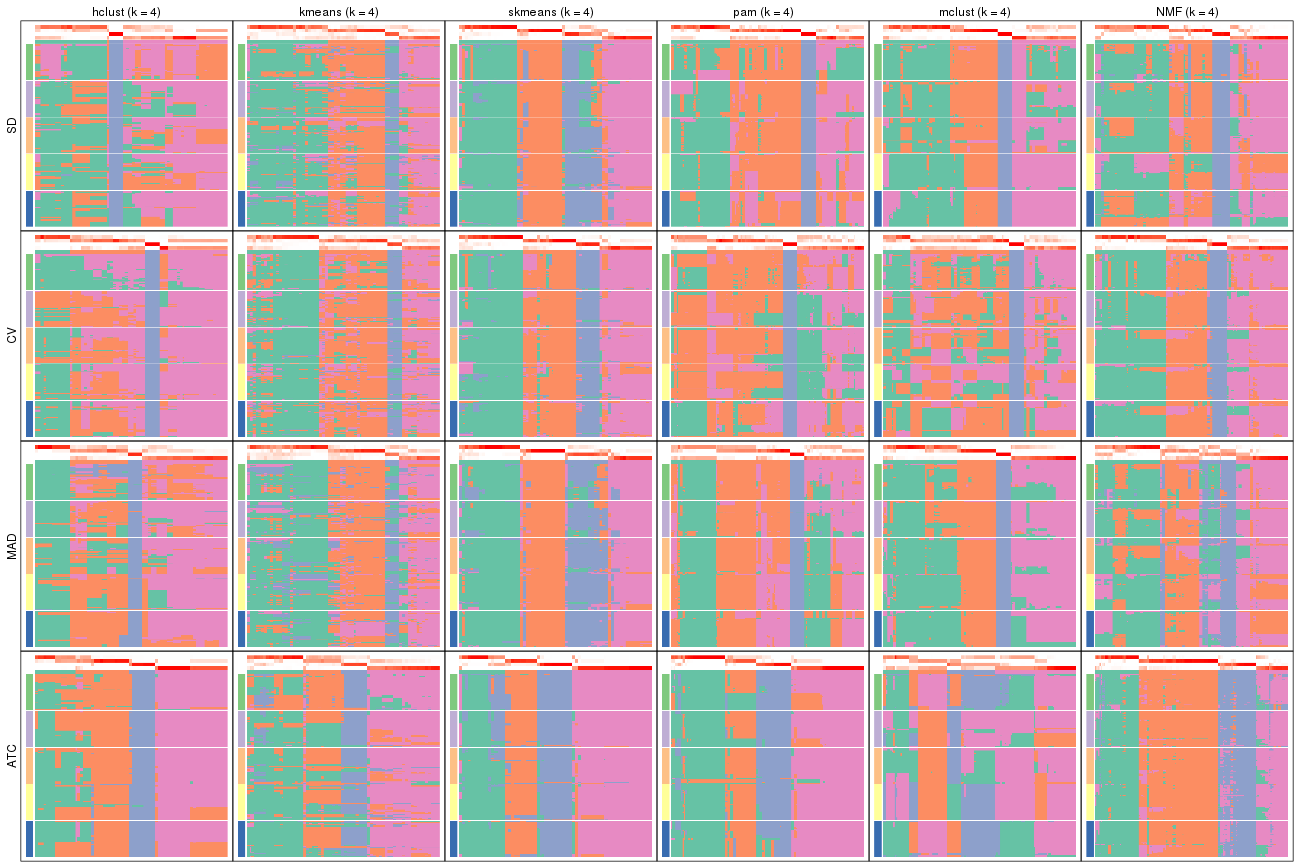 hclust (k = 4) kmeans (k = 4) skmeans (k = 4) pam (k = 4) mclust (k = 4) NMF (k = 4)
SD
CV
MAD
ATC